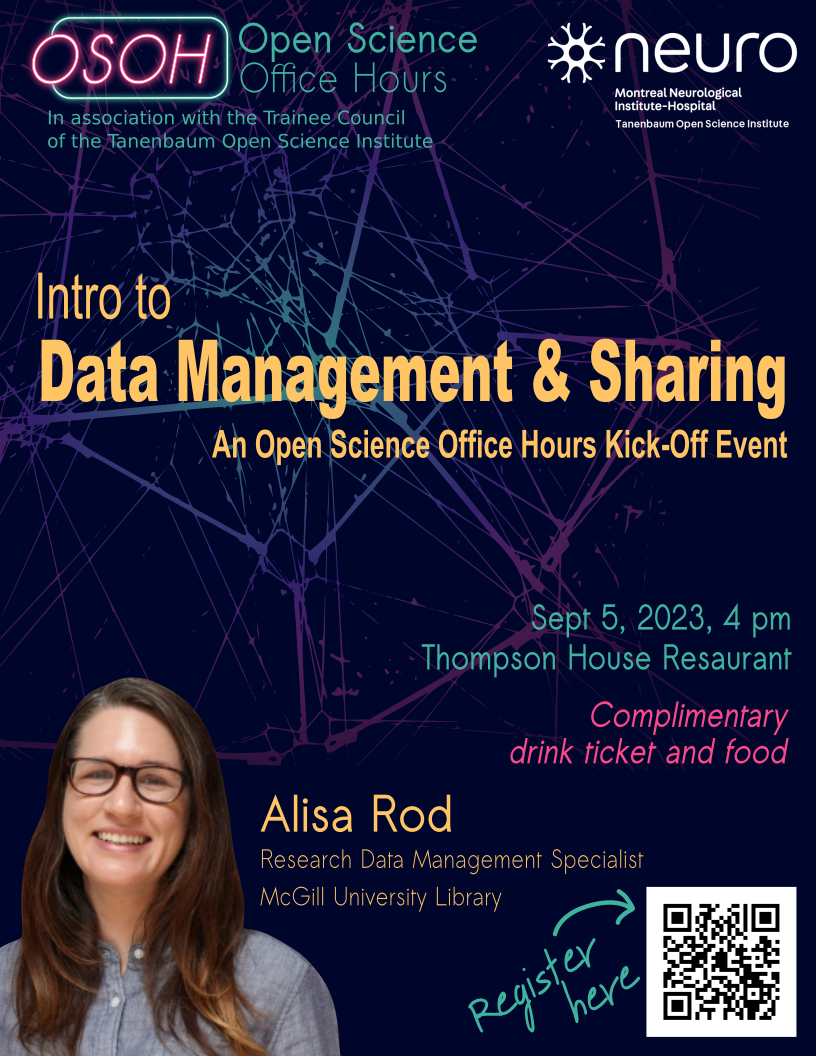 OSOH
Open Science
Office Hours
In association with the Trainee Council
of the Tanenbaum Open Science Institute
neuro
Montreal Neurological
Institute-Hospital
Tanenbaum Open Science Institute
Intro to
Data Management & Sharing
An Open Science Office Hours Kick-Off Event
Sept 5, 2023, 4 pm
Thompson House Resaurant
Complimentary
drink ticket and food
Alisa Rod
Research Data Management Specialist
McGill University Library
Register
here